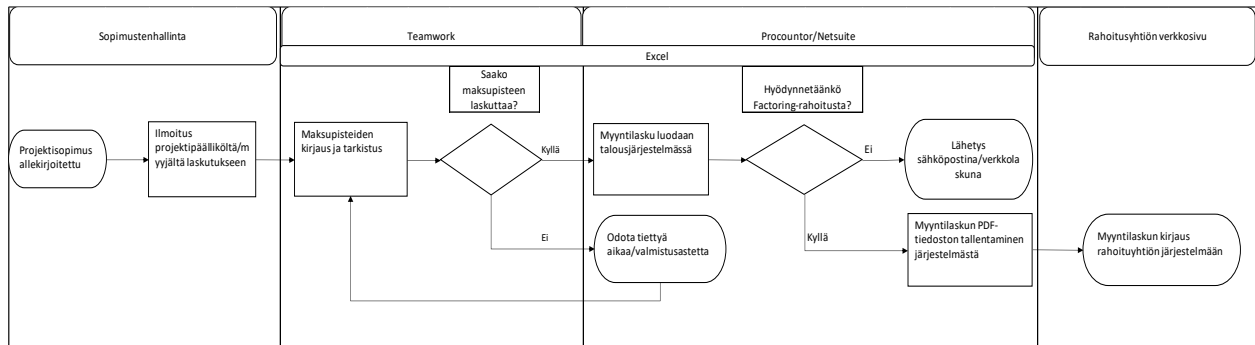 Sopimustenhallinta
Teamwork
Procountor/Netsuite
Rahoitusyhtiön verkkosivu
Excel
Saako
maksupisteen
laskuttaa?
Hyödynnetäänkö
Factoring-rahoitusta?
Projektisopimus
allekirjoitettu
Ilmoitus
projektipäälliköltä/m
yyjältä laskutukseen
Maksupisteiden
kirjaus ja tarkistus
Kyllä
Myyntilasku luodaan
talousjärjestelmässä
Ei
Lähetys
sähköpostina/verkkola
skuna
Ei
Odota tiettyä
aikaa/valmistusastetta
Kyllä
Myyntilaskun PDF-
tiedoston tallentaminen
järjestelmästä
Myyntilaskun kirjaus
rahoituyhtiön järjestelmään